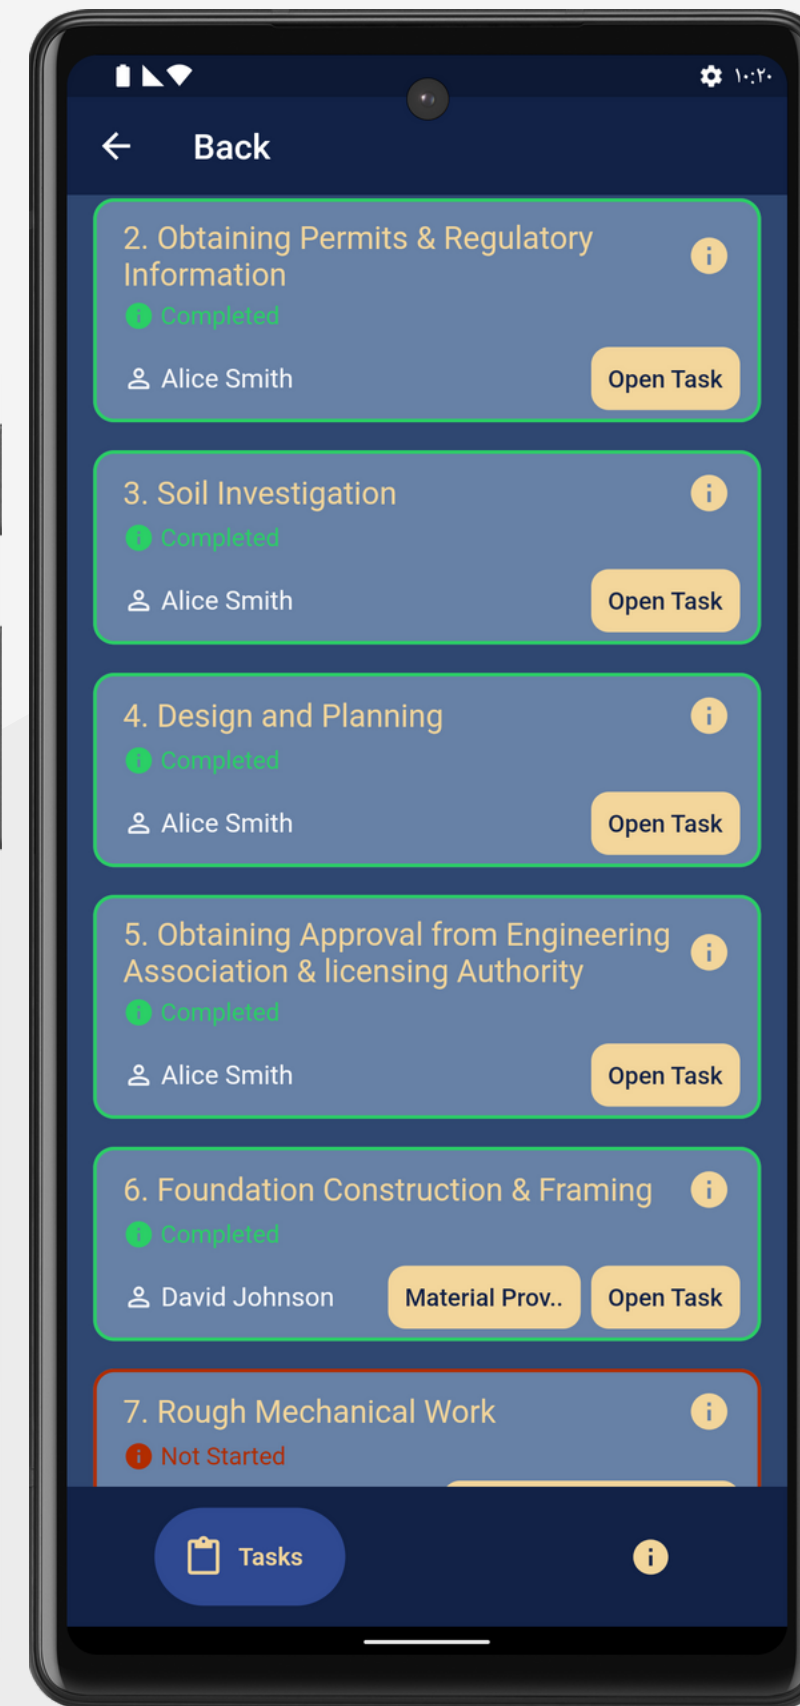 ١٠:٢٠
Back
2. Obtaining Permits & Regulatory
Information
Completed
Alice Smith
Open Task
3. Soil Investigation
Completed
Alice Smith
Open Task
4. Design and Planning
Completed
Alice Smith
Open Task
5. Obtaining Approval from Engineering
Association & licensing Authority
Completed
Alice Smith
Open Task
6. Foundation Construction & Framing
Completed
David Johnson
Material Prov..
Open Task
7. Rough Mechanical Work
Not Started
Tasks